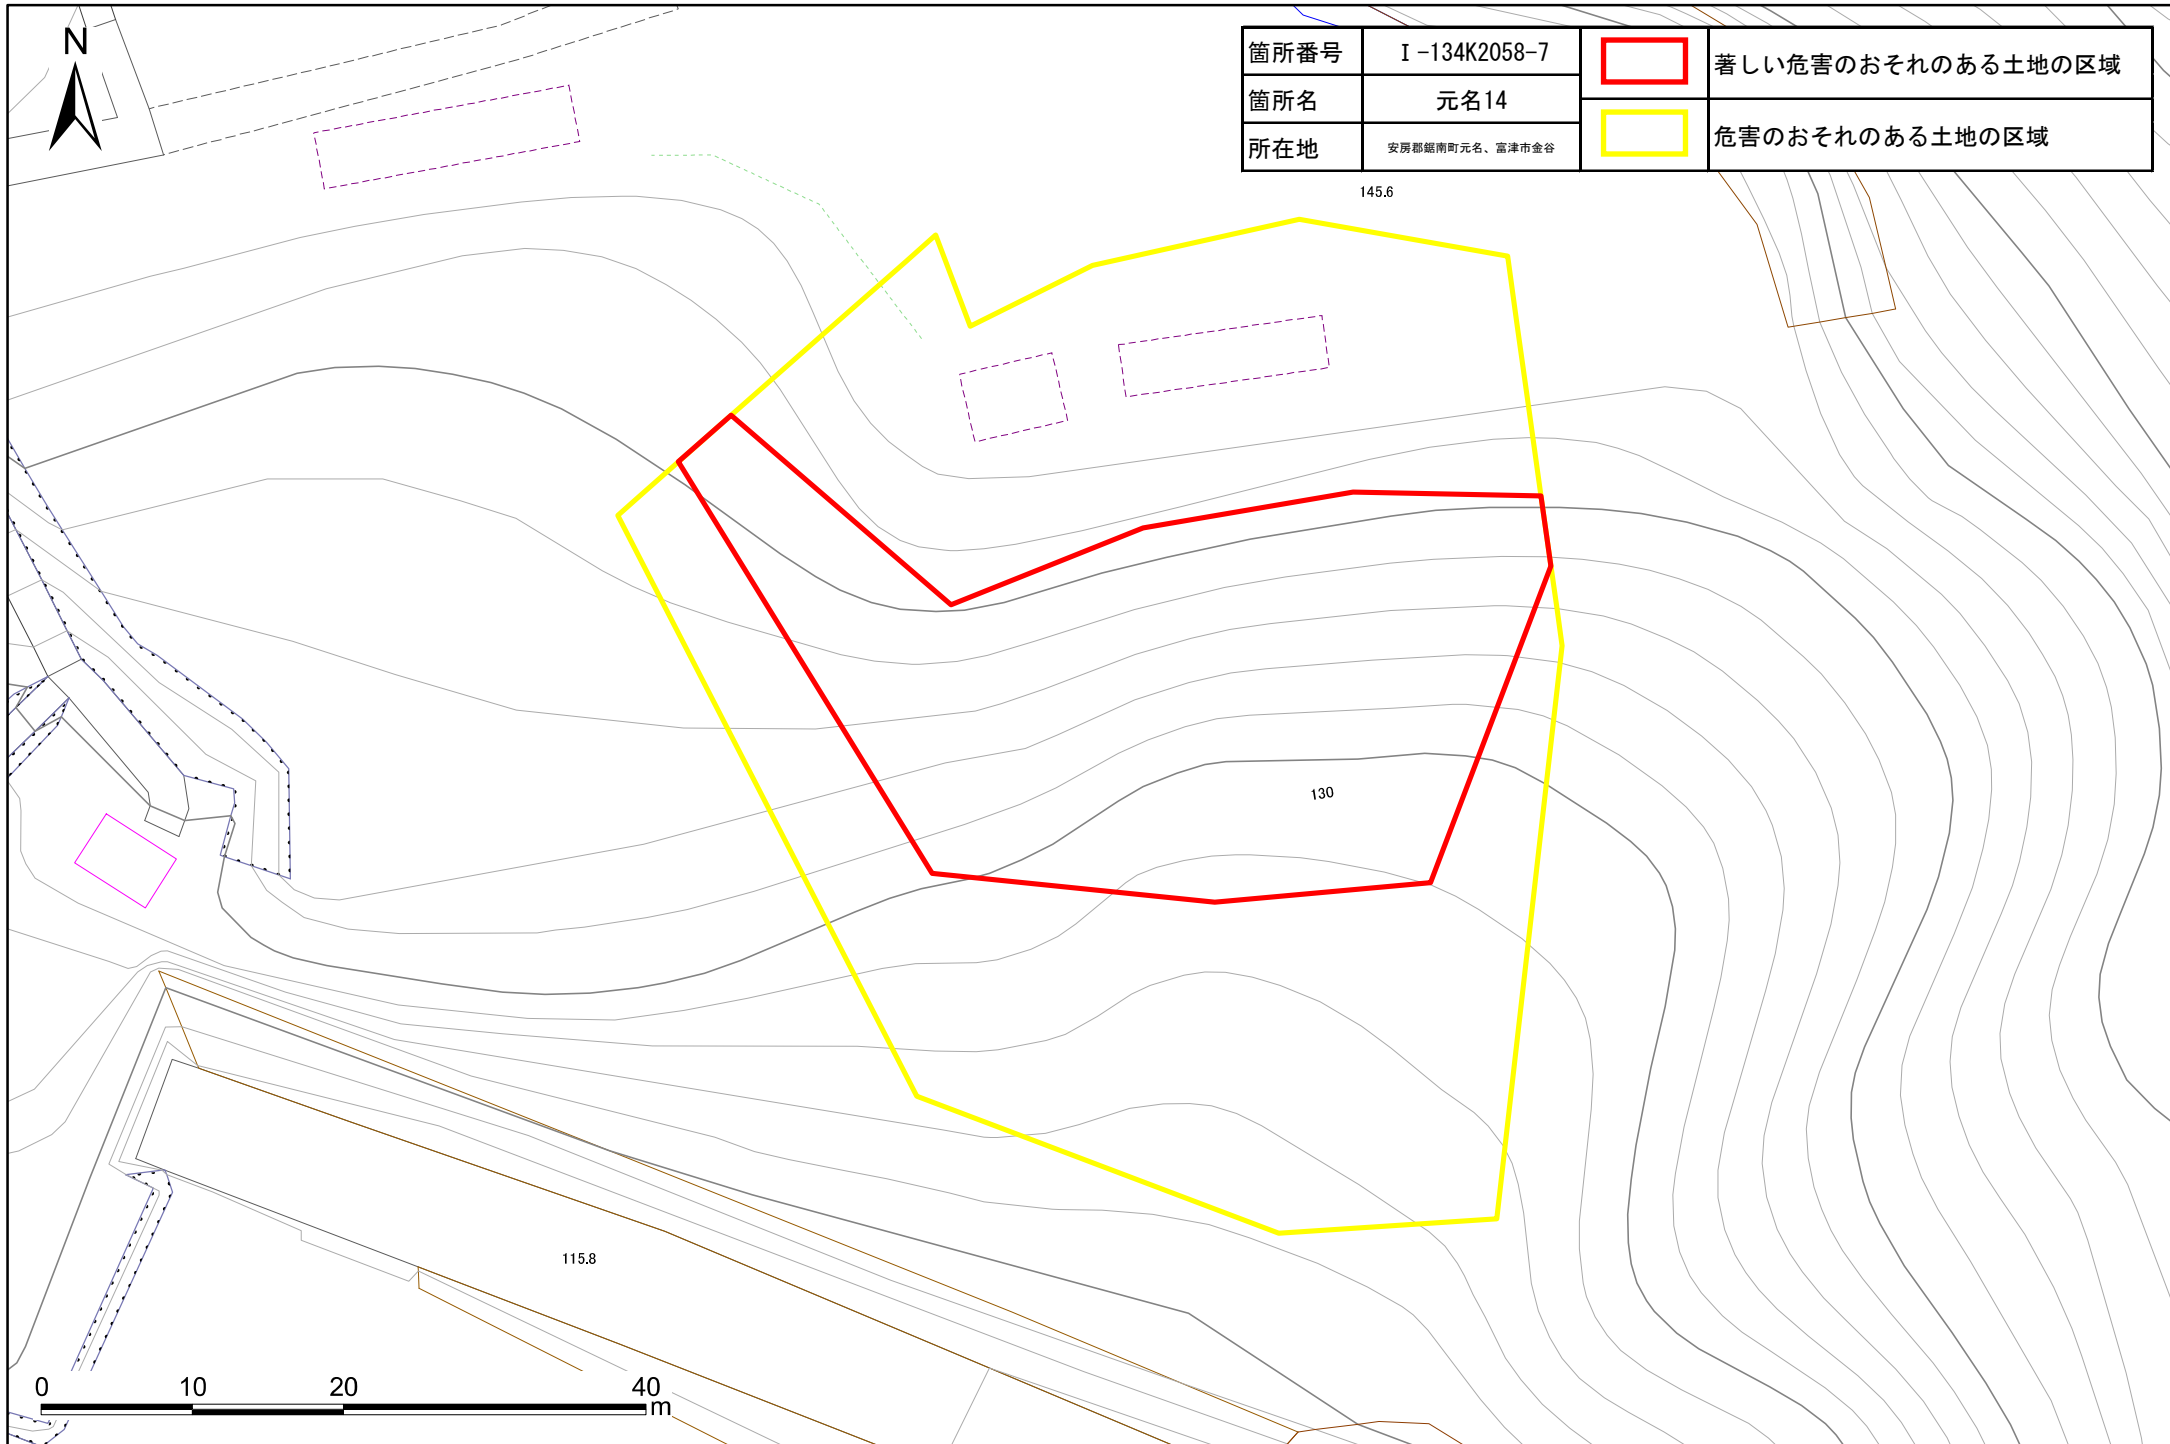 N
箇所番号 Ⅰ-134K2058-7 著しい危害のおそれのある土地の区域
箇所名 元名14
所在地 安房郡鋸南町元名、富津市金谷 危害のおそれのある土地の区域
145.6
130
115.8
0 10 20 40
m